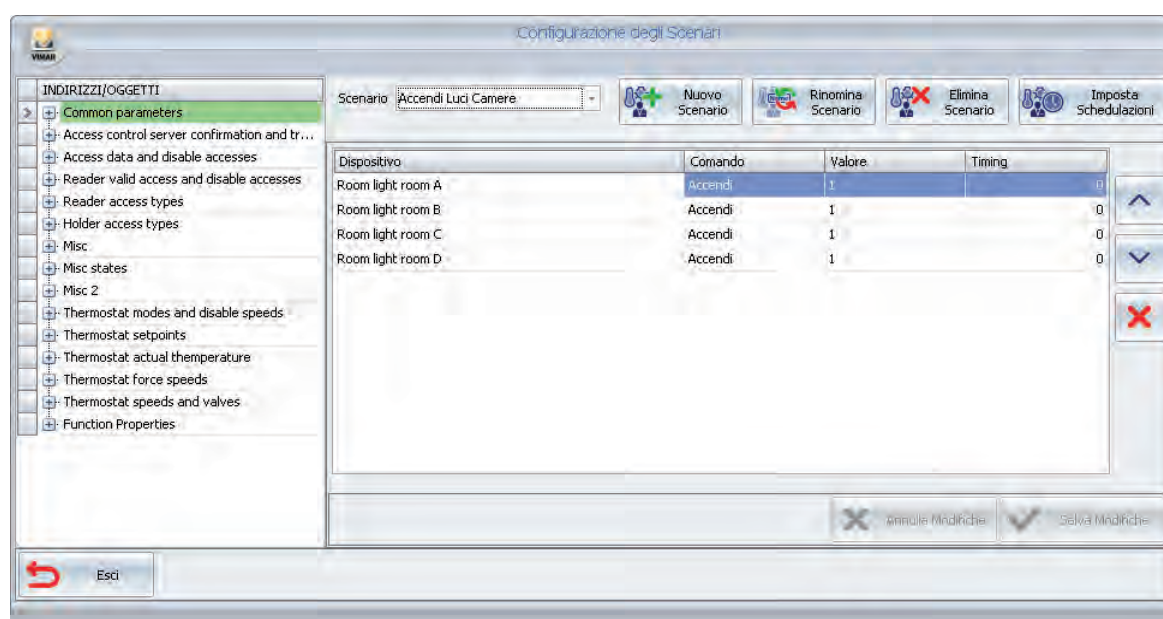 Configurazione degli Scenari
VIMAR
INDIRIZZI/OGGETTI
Common parameters
Access control server confirmation and tr...
Access data and disable accesses
Reader valid access and disable accesses
Reader access types
Holder access types
Misc
Misc states
Misc 2
Thermostat modes and disable speeds
Thermostat setpoints
Thermostat actual themperature
Thermostat force speeds
Thermostat speeds and valves
Function Properties
Scenario Accendi Luci Camere
Nuovo
Scenario
Rinomina
Scenario
Elimina
Scenario
Imposta
Schedulazioni
Dispositivo Comando Valore Timing
Room light room A Accendi 1 0
Room light room B Accendi 1 0
Room light room C Accendi 1 0
Room light room D Accendi 1 0
Annulla Modifiche Salva Modifiche
Esci